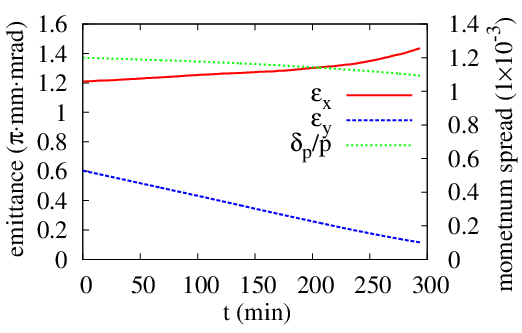 emittance (π·mm·mrad)
1.6
1.4
1.2
1
0.8
0.6
0.4
0.2
0
0 50 100 150 200 250 300
t (min)
εx
εy
δp/p
1.4
1.2
1
0.8
0.6
0.4
0.2
0
mometnum spread (1×10-3)